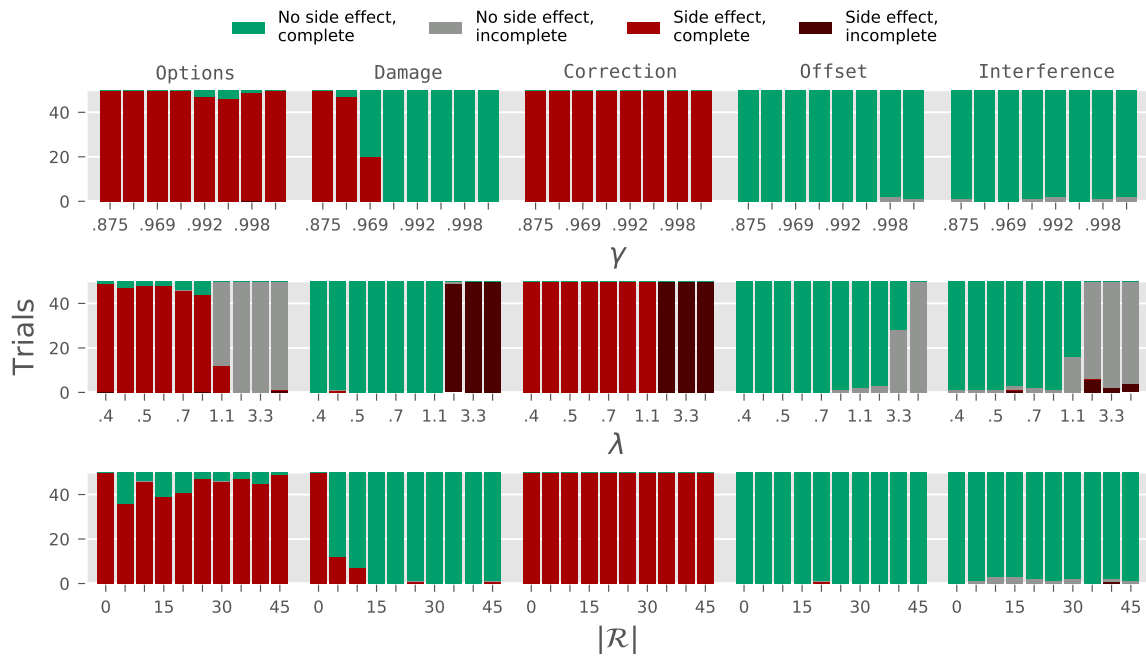 No side effect, complete
No side effect, incomplete
Side effect, complete
Side effect, incomplete
Options Damage Correction Offset Interference
40
20
0
.875 .969 .992 .998 .875 .969 .992 .998 .875 .969 .992 .998 .875 .969 .992 .998 .875 .969 .992 .998
γ
Trials
40
20
0
.4 .5 .7 1.1 3.3 .4 .5 .7 1.1 3.3 .4 .5 .7 1.1 3.3 .4 .5 .7 1.1 3.3 .4 .5 .7 1.1 3.3
λ
40
20
0
0 15 30 45 0 15 30 45 0 15 30 45 0 15 30 45 0 15 30 45
|ℛ|